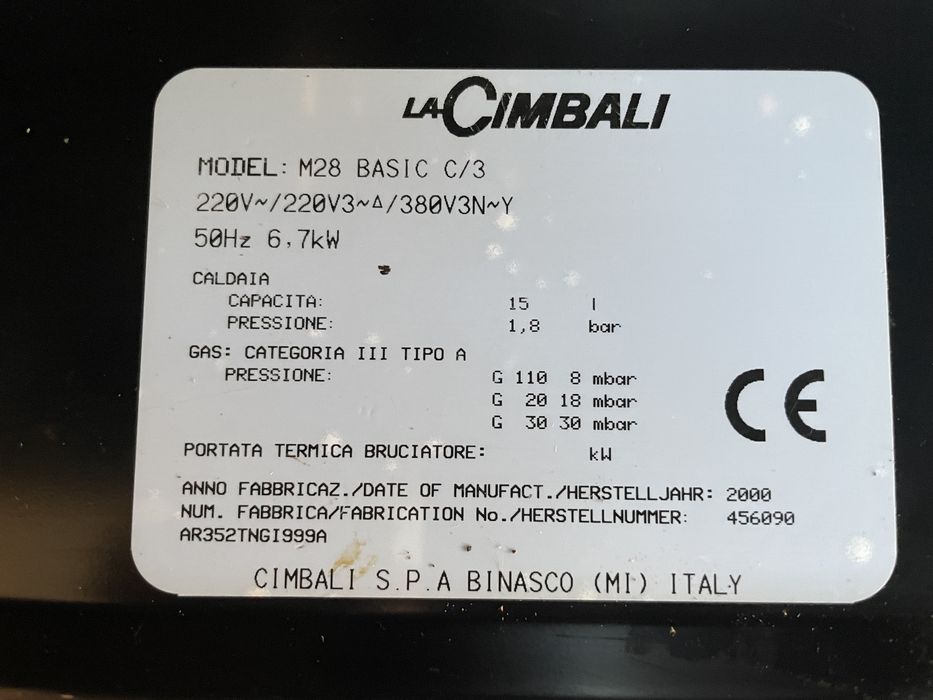 LA CIMBALI
MODEL: M28 BASIC C/3
220V~/220V3~Δ/380V3N~Y
50Hz 6,7kW
CALDAIA
CAPACITA: 15 l
PRESSIONE: 1,8 bar
GAS: CATEGORIA III TIPO A
PRESSIONE: G 110 8 mbar
G 20 18 mbar
G 30 30 mbar
CE
PORTATA TERMICA BRUCIATORE: kW
ANNO FABBRICAZ./DATE OF MANUFACT./HERSTELLJAHR: 2000
NUM. FABBRICA/FABRICATION No./HERSTELLNUMMER: 456090
AR352TNGI999A
CIMBALI S.P.A BINASCO (MI) ITALY